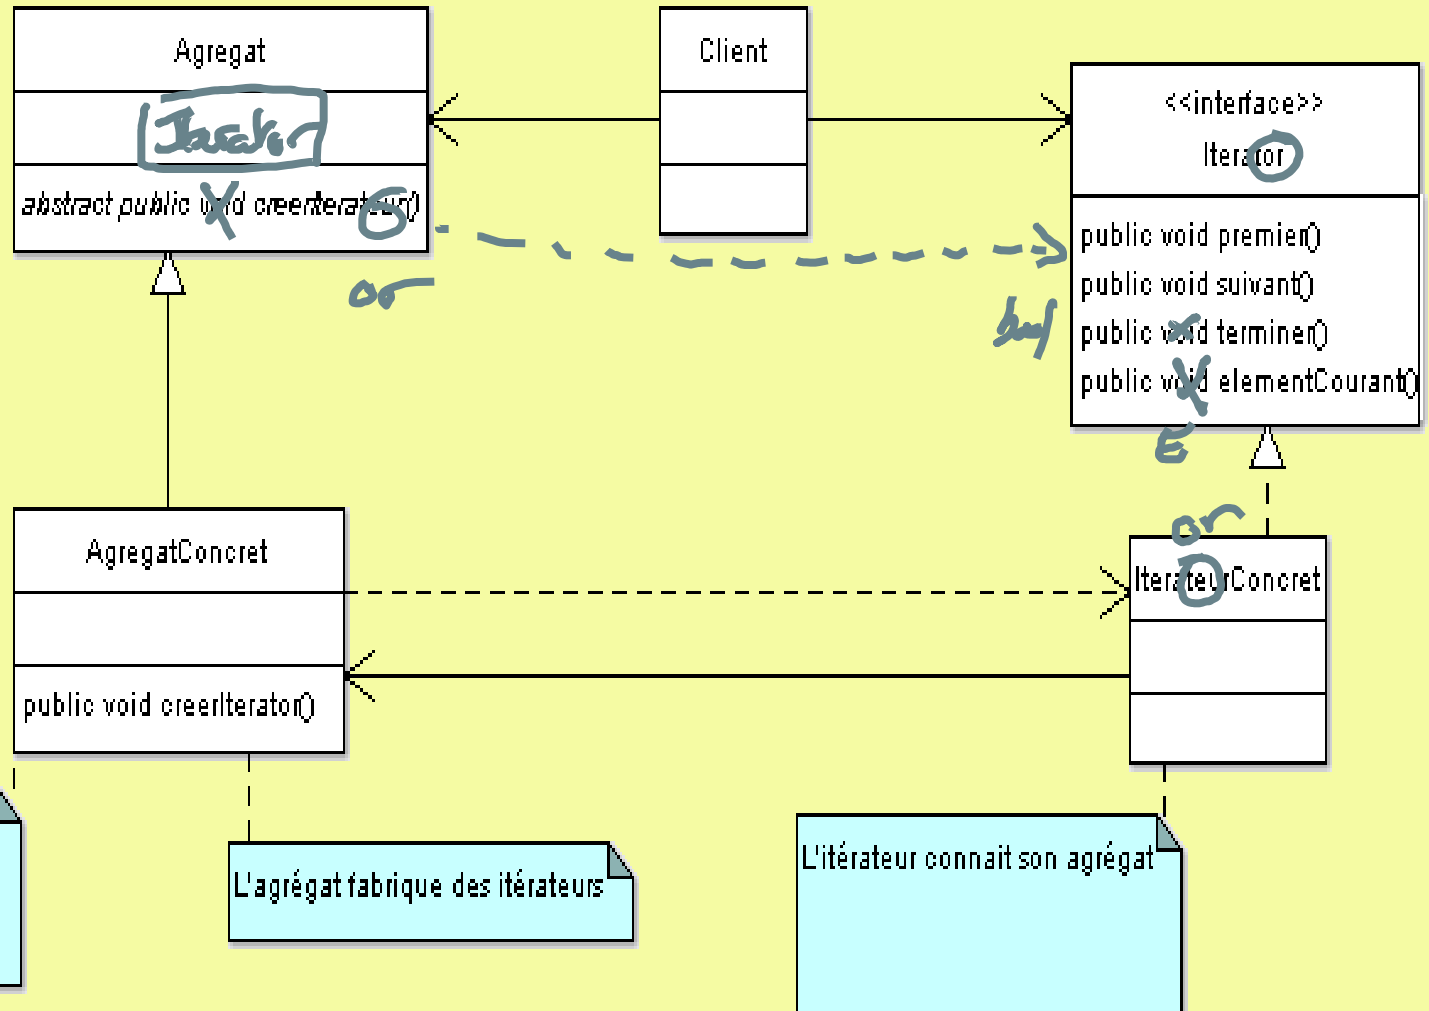 Agregat
Iterator
abstract public void creerIterateur()
or
Client
<<interface>>
Iterator
public void premier()
public void suivant()
public void terminer()
public void elementCourant()
E
AgregatConcret
public void creerIterator()
or
IterateurConcret
L'agrégat fabrique des itérateurs
L'itérateur connait son agrégat